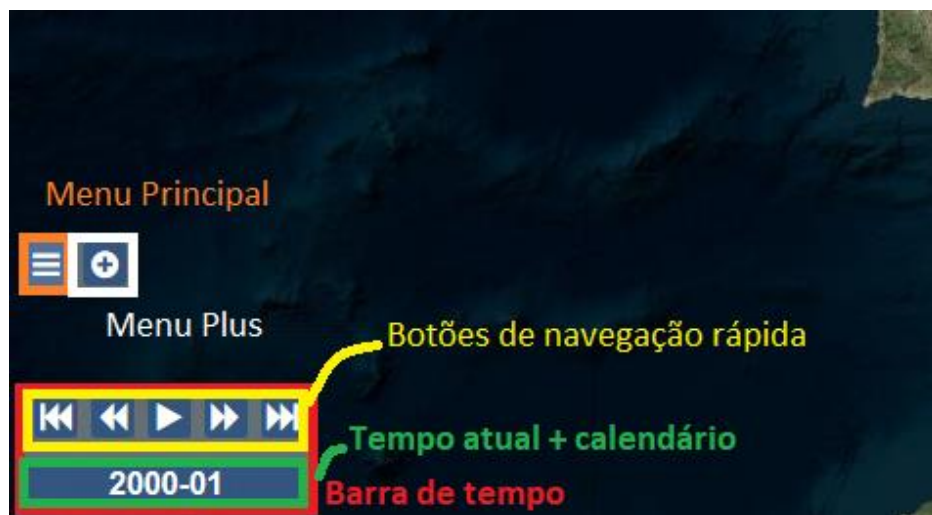 Menu Principal
Menu Plus
Botões de navegação rápida
Tempo atual + calendário
2000-01
Barra de tempo